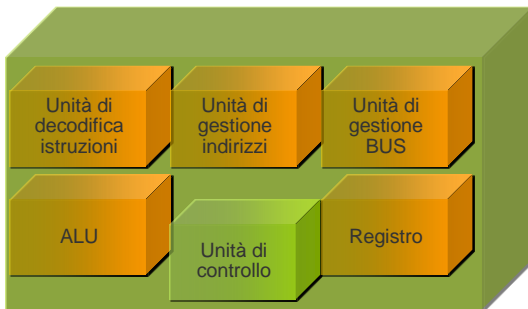 Unità di
decodifica
istruzioni
Unità di
gestione
indirizzi
Unità di
gestione
BUS
ALU
Unità di
controllo
Registro